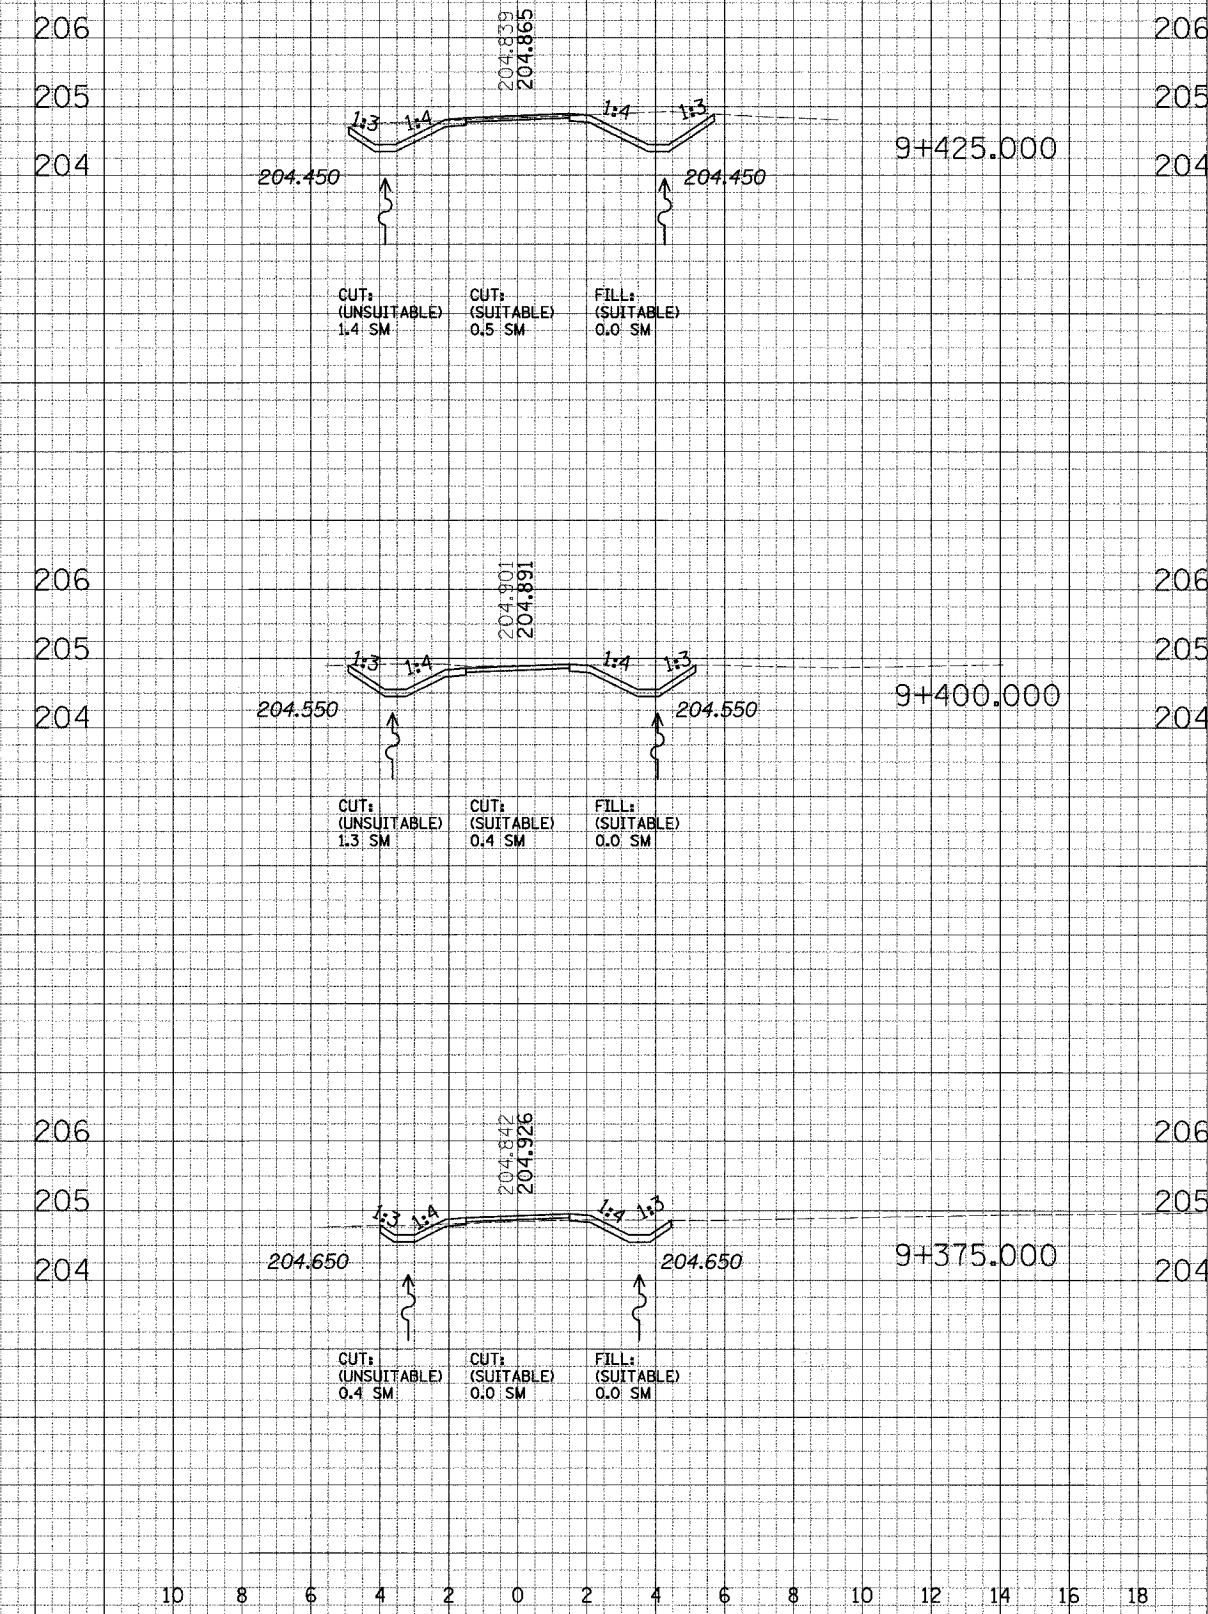 206 206
204.839
204.865
205 205
1:3 1:4 1:4 1:3
9+425.000
204 204
204.450 204.450
CUT: CUT: FILL:
(UNSUITABLE) (SUITABLE) (SUITABLE)
1.4 SM 0.5 SM 0.0 SM
206 206
204.901
204.891
205 205
1:3 1:4 1:4 1:3
9+400.000
204 204
204.550 204.550
CUT: CUT: FILL:
(UNSUITABLE) (SUITABLE) (SUITABLE)
1.3 SM 0.4 SM 0.0 SM
206 206
204.842
204.926
205 205
1:3 1:4 1:4 1:3
9+375.000
204 204
204.650 204.650
CUT: CUT: FILL:
(UNSUITABLE) (SUITABLE) (SUITABLE)
0.4 SM 0.0 SM 0.0 SM
10 8 6 4 2 0 2 4 6 8 10 12 14 16 18